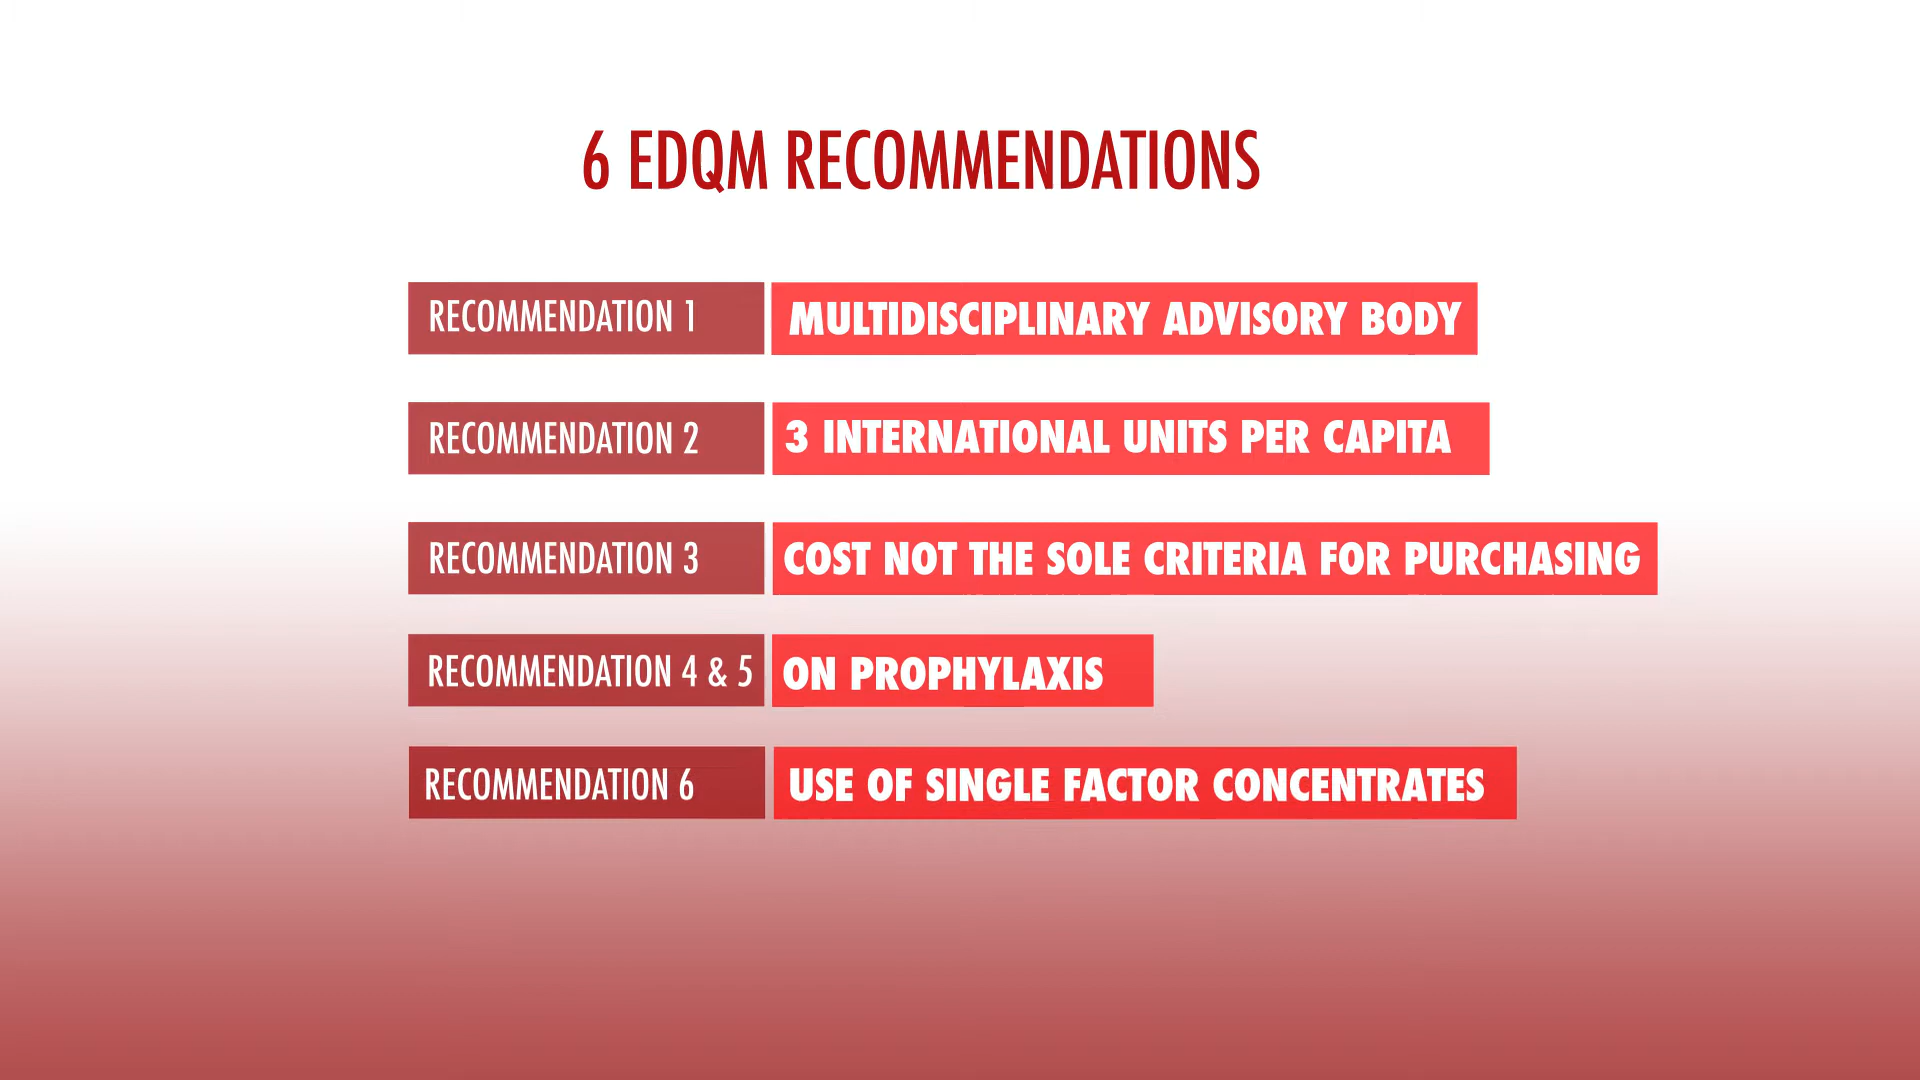 6 EDQM RECOMMENDATIONS
RECOMMENDATION 1 MULTIDISCIPLINARY ADVISORY BODY
RECOMMENDATION 2 3 INTERNATIONAL UNITS PER CAPITA
RECOMMENDATION 3 COST NOT THE SOLE CRITERIA FOR PURCHASING
RECOMMENDATION 4 & 5 ON PROPHYLAXIS
RECOMMENDATION 6 USE OF SINGLE FACTOR CONCENTRATES